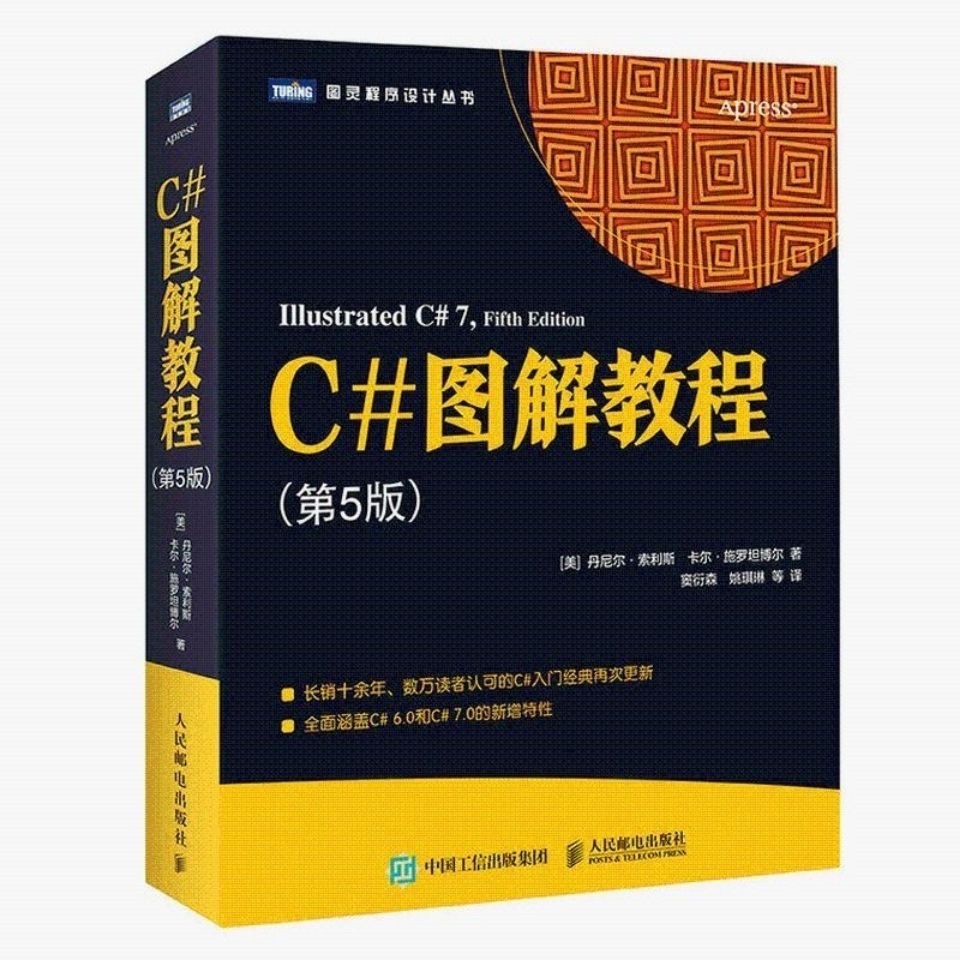 TURING 图灵程序设计丛书
Apress®
Illustrated C# 7, Fifth Edition
C#图解教程
（第5版）
[美] 丹尼尔·索利斯 卡尔·施罗坦博尔 著
窦衍森 姚琪琳 等 译
长销十余年、数万读者认可的C#入门经典再次更新
全面涵盖C# 6.0和C# 7.0的新增特性
中国工信出版集团
人民邮电出版社
POSTS & TELECOM PRESS
TURING
Apress®
C#图解教程
（第5版）
[美] 丹尼尔·索利斯
卡尔·施罗坦博尔 著
人民邮电出版社